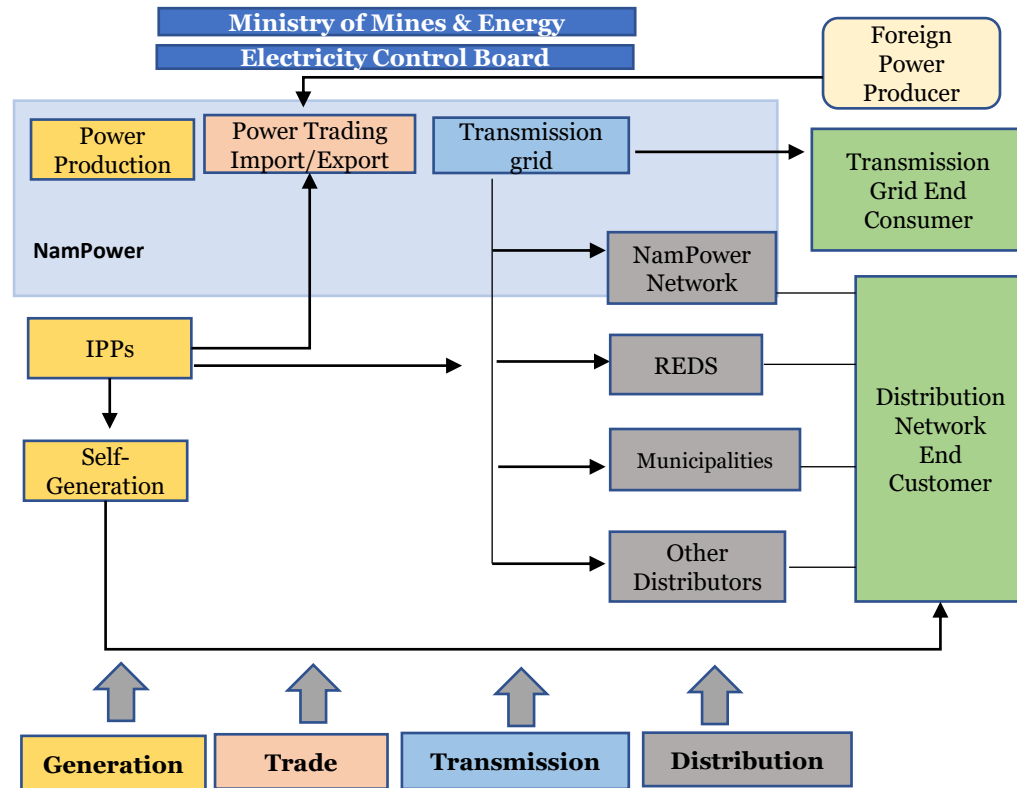 Ministry of Mines & Energy
Electricity Control Board
Foreign
Power
Producer
Power
Production
Power Trading
Import/Export
Transmission
grid
Transmission
Grid End
Consumer
NamPower
NamPower
Network
IPPs
REDS
Distribution
Network
End
Customer
Self-
Generation
Municipalities
Other
Distributors
Generation
Trade
Transmission
Distribution